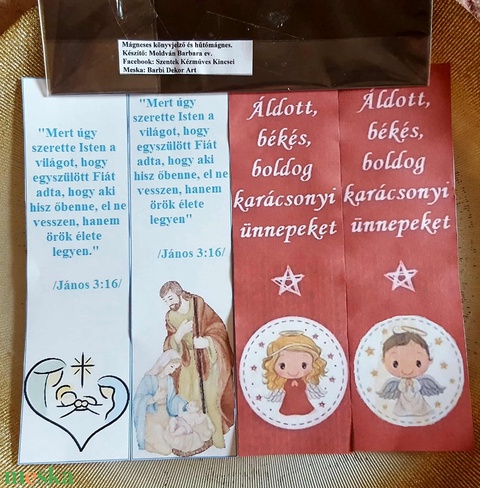 Mágneses könyvjelző és hűtőmágnes.
Készítő: Moldván Barbara ev.
Facebook: Szentek Kézműves Kincsei
Meska: Barbi Dekor Art
"Mert úgy
szerette Isten a
világot, hogy
egyszülött Fiát
adta, hogy aki
hisz őbenne, el ne
vesszen, hanem
örök élete
legyen."
/János 3:16/
"Mert úgy
szerette Isten a
világot, hogy
egyszülött Fiát
adta, hogy aki
hisz őbenne, el ne
vesszen, hanem
örök élete
legyen"
/János 3:16/
Áldott,
békés,
boldog
karácsonyi
ünnepeket
Áldott,
békés,
boldog
karácsonyi
ünnepeket
meska